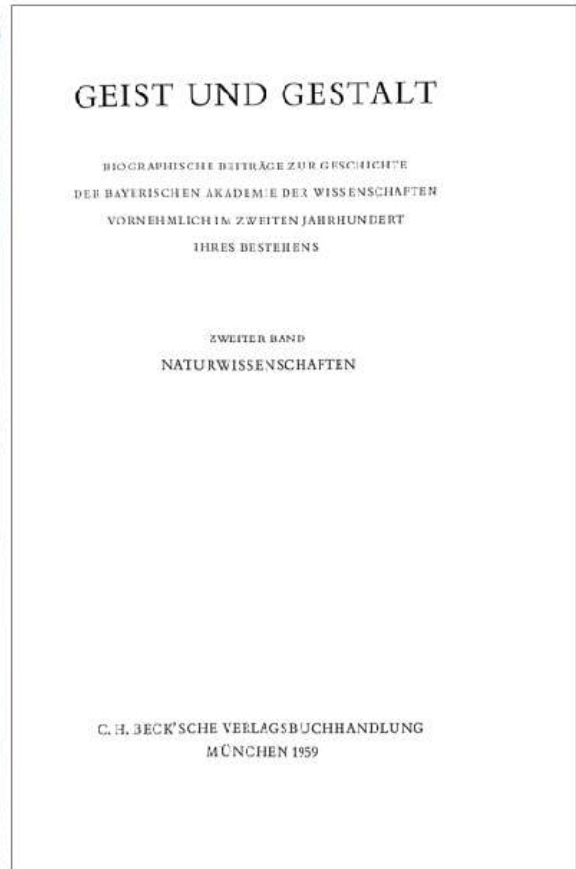 GEIST UND GESTALT
BIOGRAPHISCHE BEITRÄGE ZUR GESCHICHTE
DER BAYERISCHEN AKADEMIE DER WISSENSCHAFTEN
VORNEHMLICH IM ZWEITEN JAHRHUNDERT
IHRES BESTEHENS
ZWEITER BAND
NATURWISSENSCHAFTEN
C. H. BECK'SCHE VERLAGSBUCHHANDLUNG
MÜNCHEN 1959